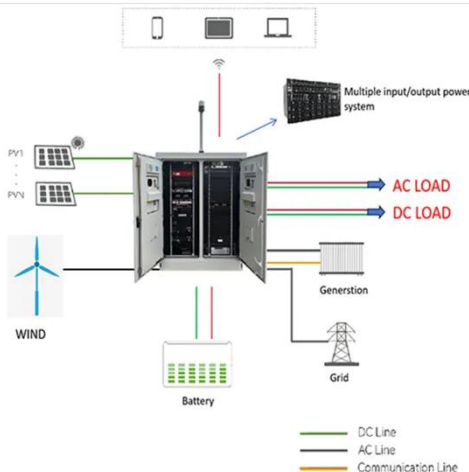 Multiple input/output power
system
PV1
PVN
AC LOAD
DC LOAD
WIND
Generstion
Grid
Battery
DC Line
AC Line
Communication Line